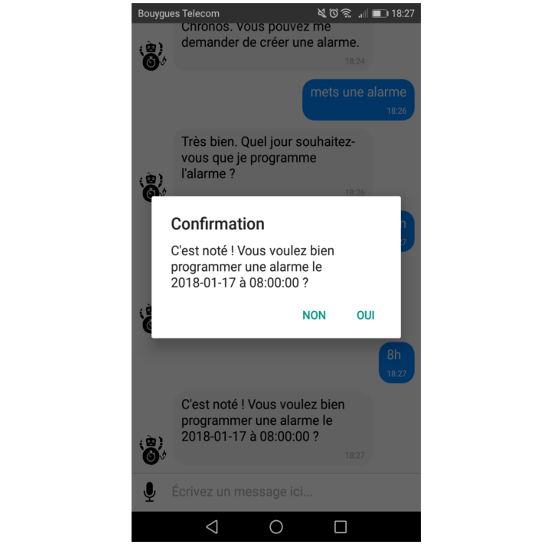 Bouygues Telecom 18:27
Chronos. Vous pouvez me
demander de créer une alarme.
18:24
mets une alarme
18:26
Très bien. Quel jour souhaitez-
vous que je programme
l'alarme ?
18:26
Confirmation
C'est noté ! Vous voulez bien
programmer une alarme le
2018-01-17 à 08:00:00 ?
NON OUI
8h
18:27
C'est noté ! Vous voulez bien
programmer une alarme le
2018-01-17 à 08:00:00 ?
18:27
Écrivez un message ici...